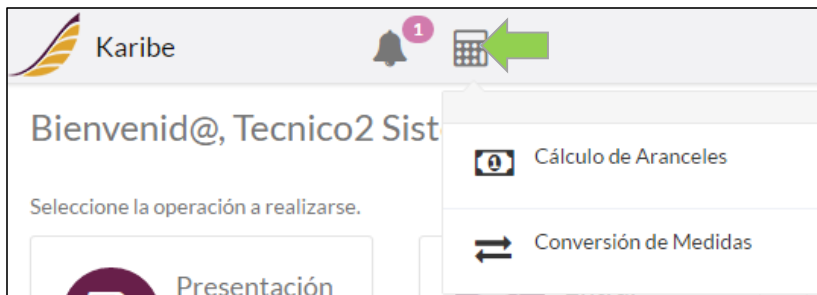 Karibe
1
Bienvenid@, Tecnico2 Sist
Cálculo de Aranceles
Seleccione la operación a realizarse.
Conversión de Medidas
Presentación